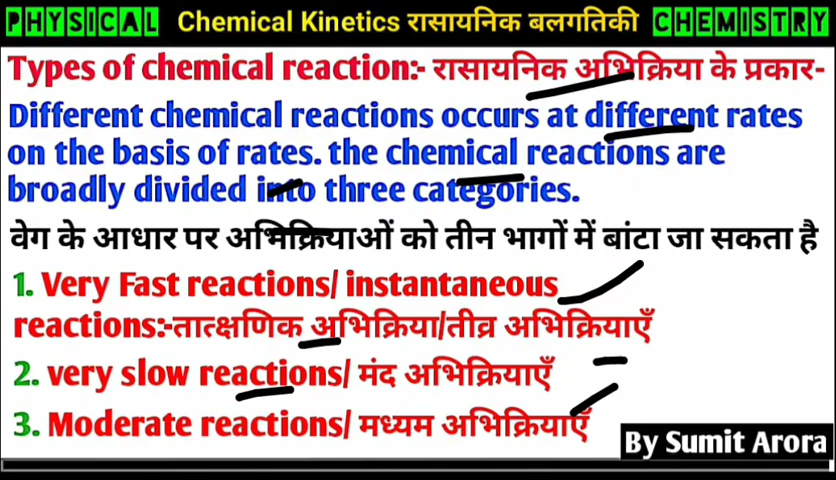 PHYSICAL Chemical Kinetics रासायनिक बलगतिकी CHEMISTRY
Types of chemical reaction:- रासायनिक अभिक्रिया के प्रकार-
Different chemical reactions occurs at different rates
on the basis of rates. the chemical reactions are
broadly divided into three categories.
वेग के आधार पर अभिक्रियाओं को तीन भागों में बांटा जा सकता है
1. Very Fast reactions/ instantaneous
reactions:-तात्क्षणिक अभिक्रिया/तीव्र अभिक्रियाएँ
2. very slow reactions/ मंद अभिक्रियाएँ
3. Moderate reactions/ मध्यम अभिक्रियाएँ
By Sumit Arora